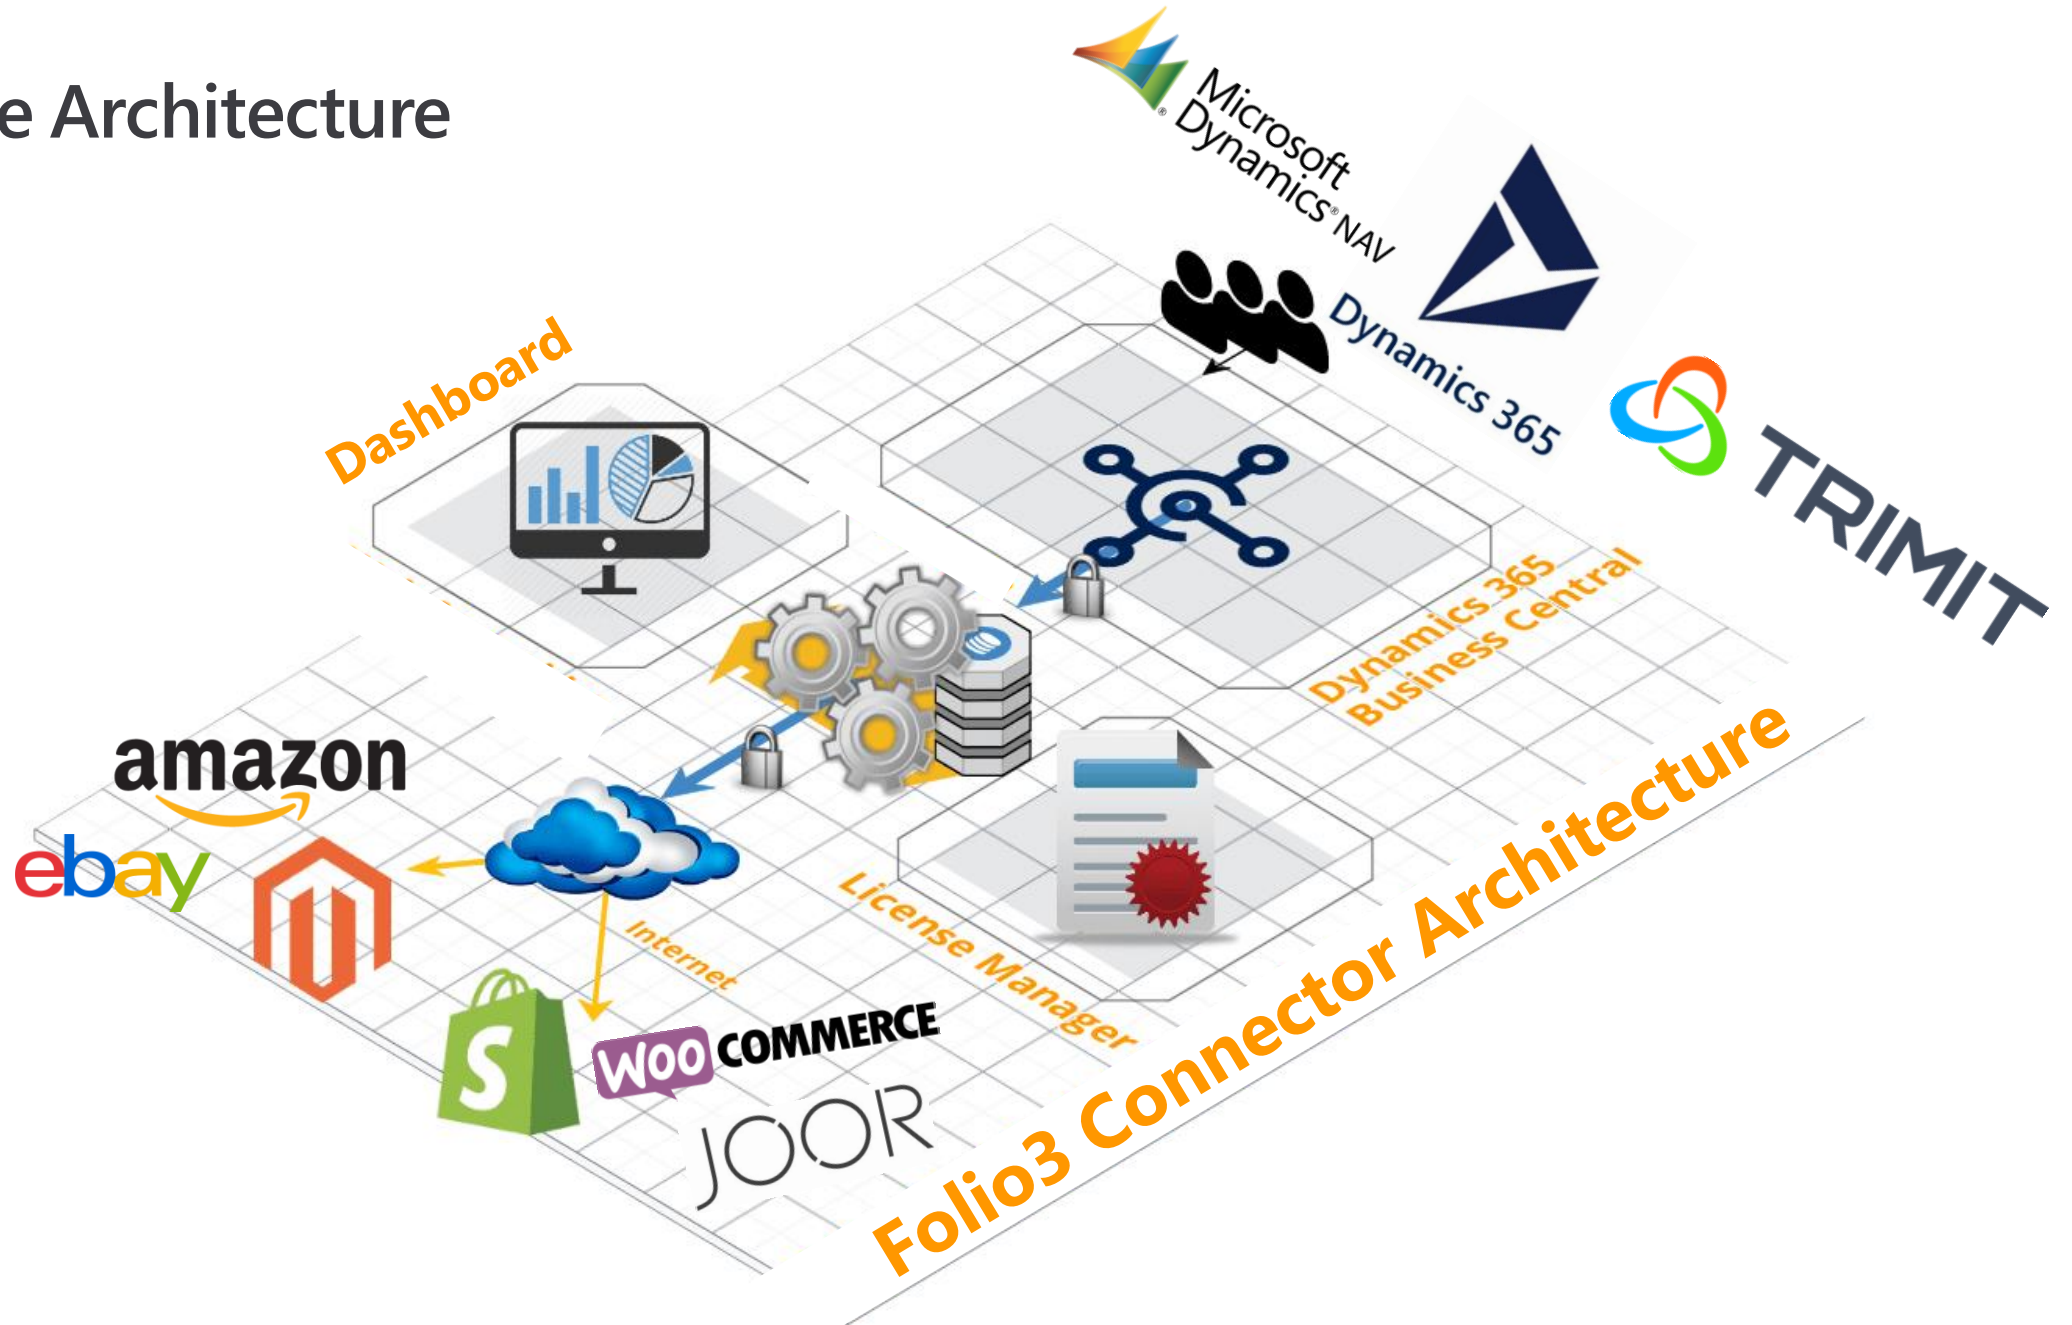 e Architecture
Microsoft
Dynamics® NAV
Dynamics 365
TRIMIT
Dashboard
Dynamics 365
Business Central
amazon
ebay
Internet
License Manager
S
WOO COMMERCE
JOOR
Folio3 Connector Architecture